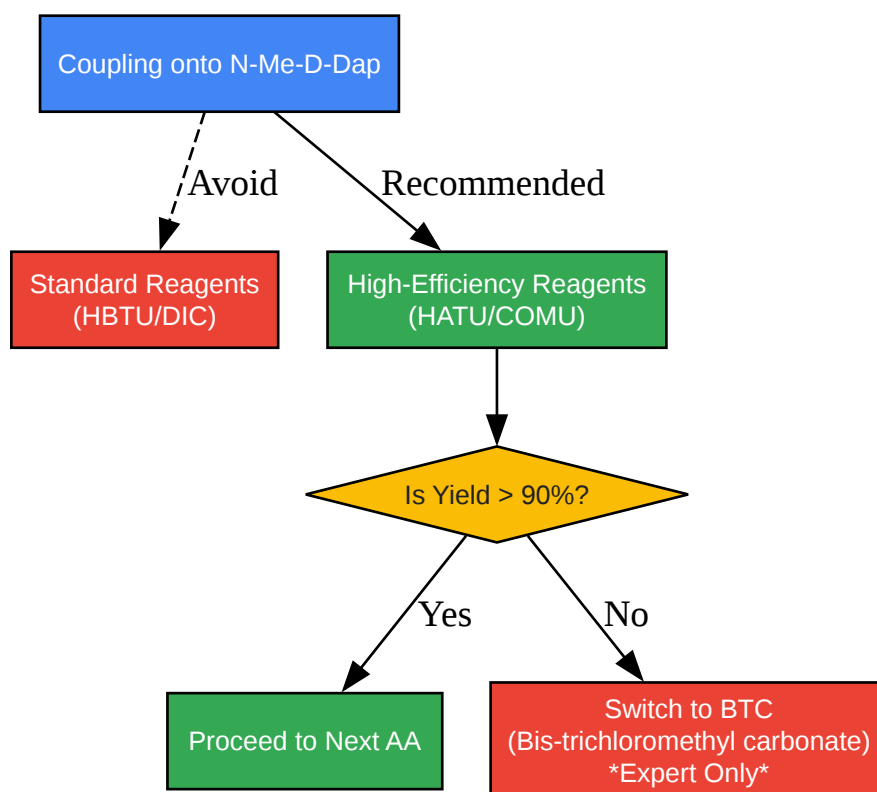 Coupling onto N-Me-D-Dap
Avoid
Recommended
Standard Reagents
(HBTU/DIC)
High-Efficiency Reagents
(HATU/COMU)
Is Yield > 90%?
Yes
No
Proceed to Next AA
Switch to BTC
(Bis-trichloromethyl carbonate)
*Expert Only*